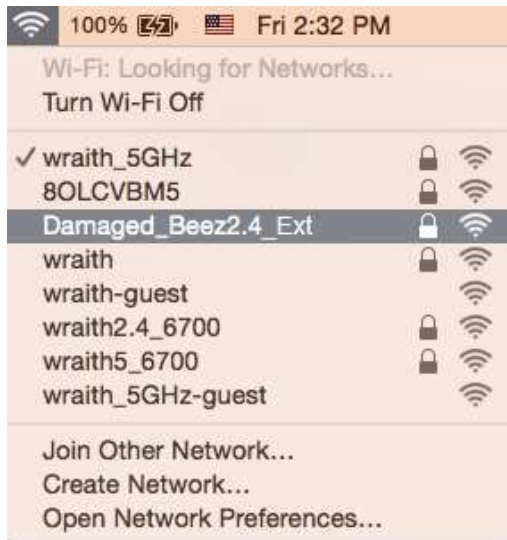 100% Fri 2:32 PM
Wi-Fi: Looking for Networks...
Turn Wi-Fi Off
wraith_5GHz
8OLCVBM5
Damaged_Beez2.4_Ext
wraith
wraith-guest
wraith2.4_6700
wraith5_6700
wraith_5GHz-guest
Join Other Network...
Create Network...
Open Network Preferences...